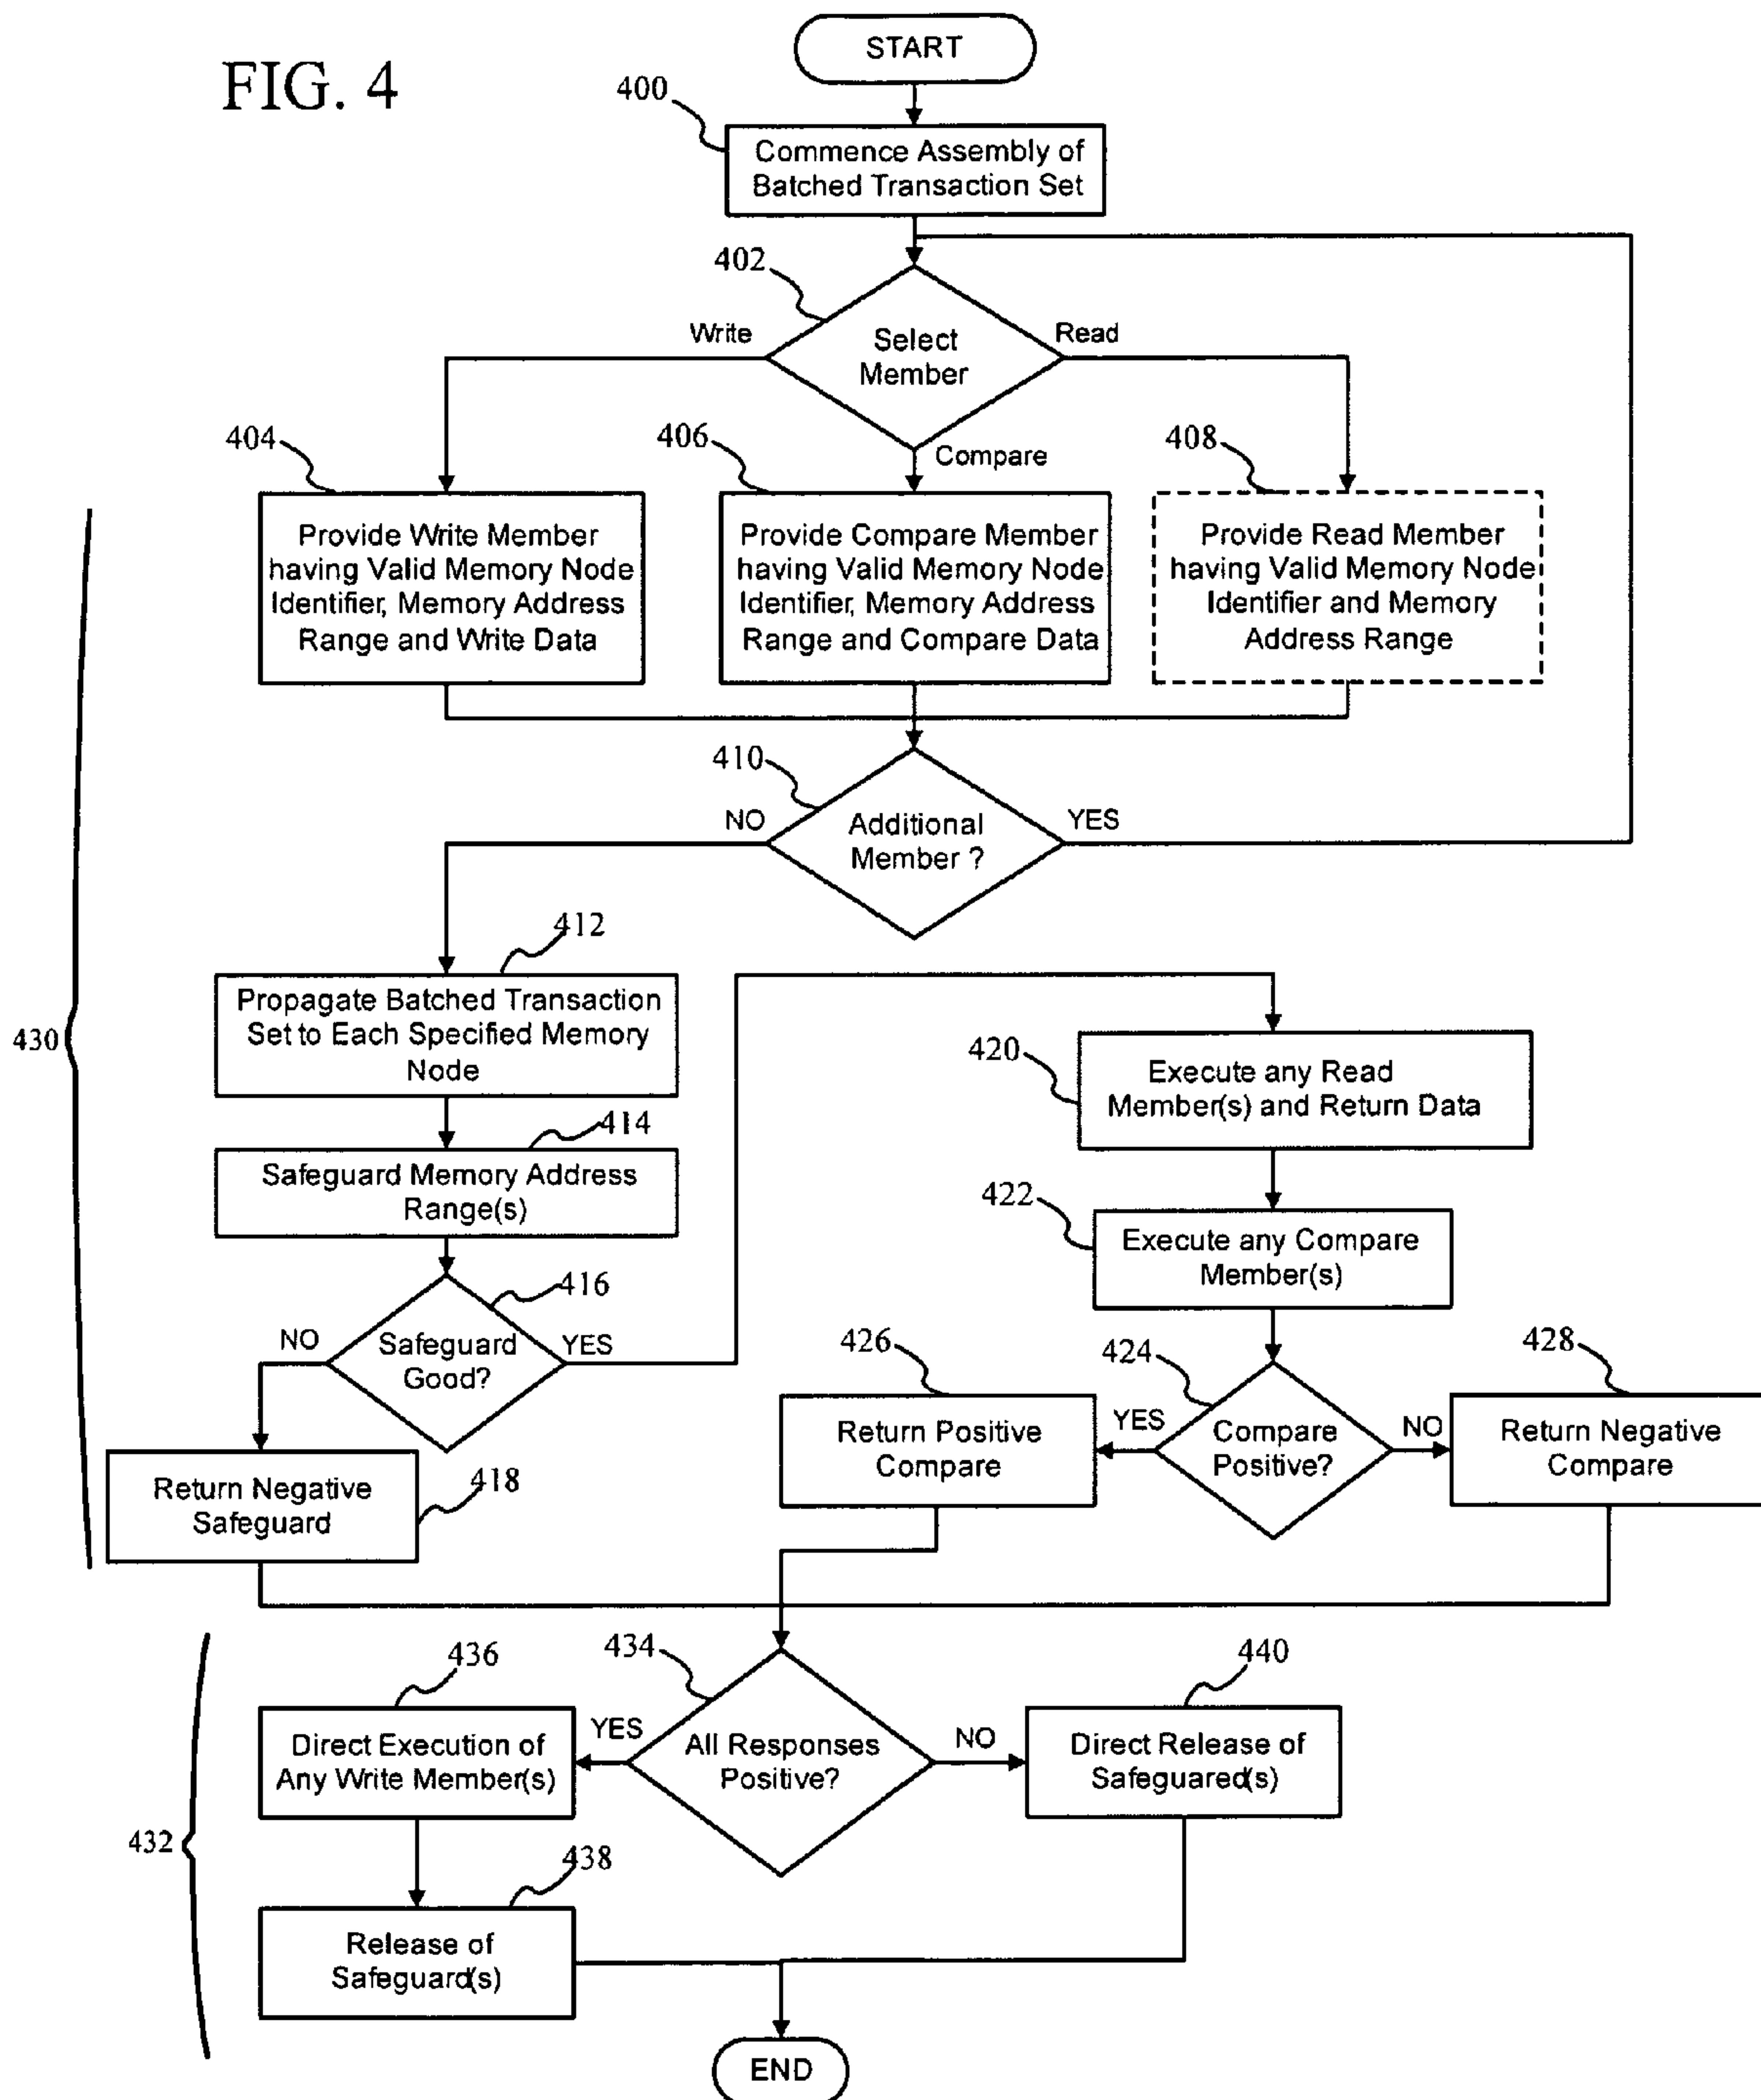 FIG. 4
START
400
Commence Assembly of
Batched Transaction Set
402
Write
Select
Member
Read
Compare
404
Provide Write Member
having Valid Memory Node
Identifier, Memory Address
Range and Write Data
406
Provide Compare Member
having Valid Memory Node
Identifier, Memory Address
Range and Compare Data
408
Provide Read Member
having Valid Memory Node
Identifier and Memory
Address Range
410
NO
Additional
Member ?
YES
412
Propagate Batched Transaction
Set to Each Specified Memory
Node
430
414
Safeguard Memory Address
Range(s)
416
NO
Safeguard
Good?
YES
418
Return Negative
Safeguard
420
Execute any Read
Member(s) and Return Data
422
Execute any Compare
Member(s)
424
YES
Compare
Positive?
NO
426
Return Positive
Compare
428
Return Negative
Compare
432
434
YES
All Responses
Positive?
NO
436
Direct Execution of
Any Write Member(s)
440
Direct Release of
Safeguared(s)
438
Release of
Safeguard(s)
END